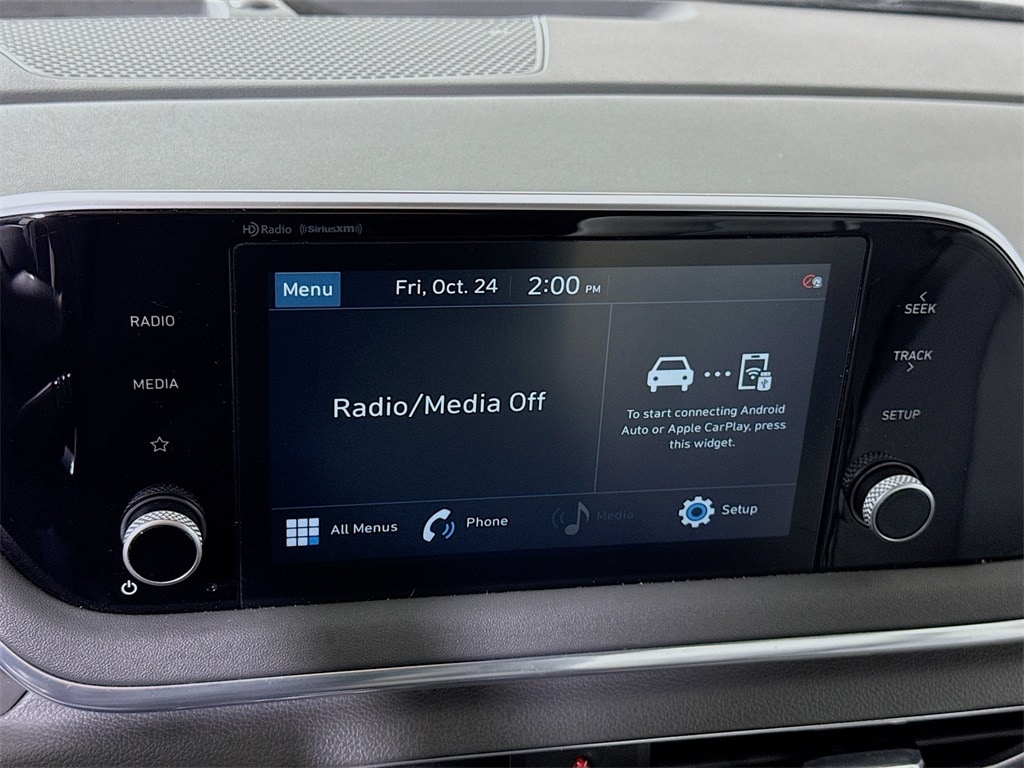 HD Radio ((SiriusXM))
RADIO
MEDIA
Menu
Fri, Oct. 24
2:00 PM
Radio/Media Off
To start connecting Android
Auto or Apple CarPlay, press
this widget.
All Menus
Phone
Media
Setup
SEEK
TRACK
SETUP